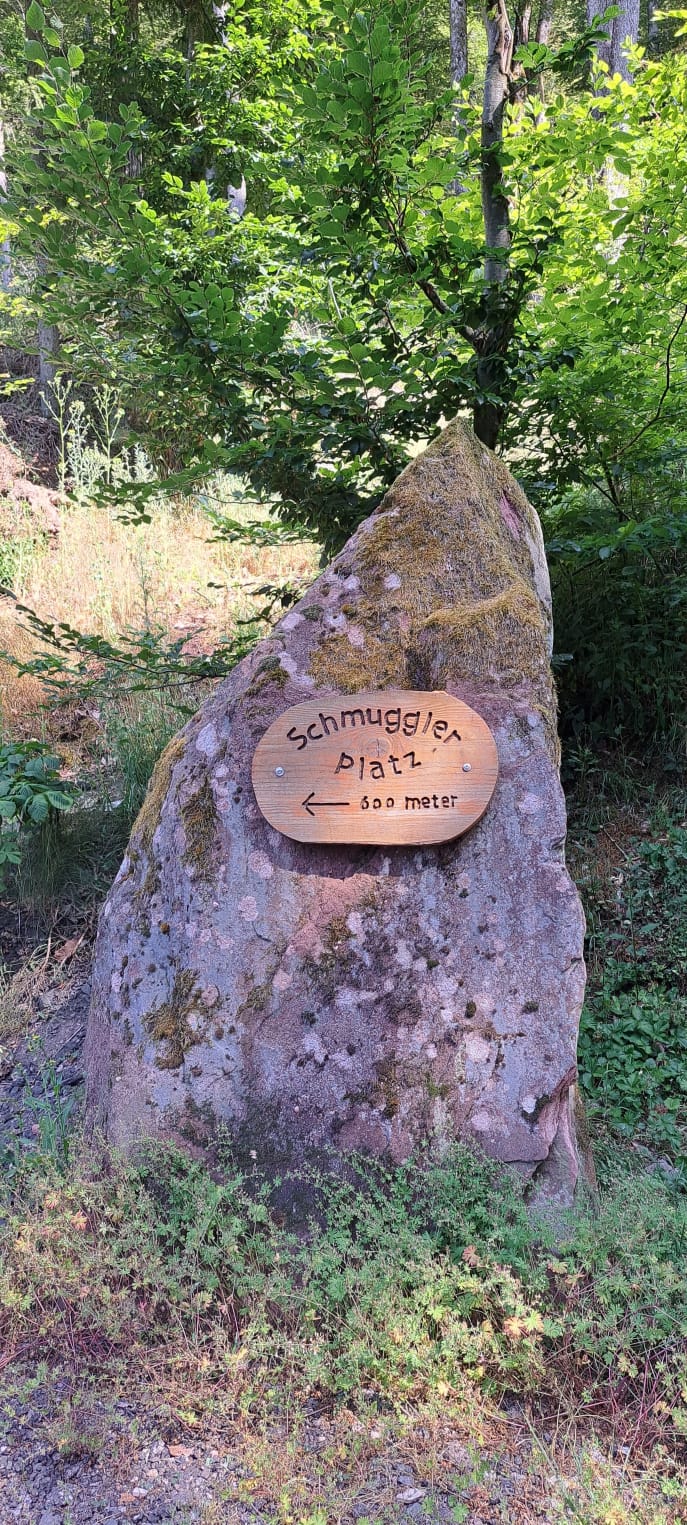 Schmuggler
Platz
← 600 meter